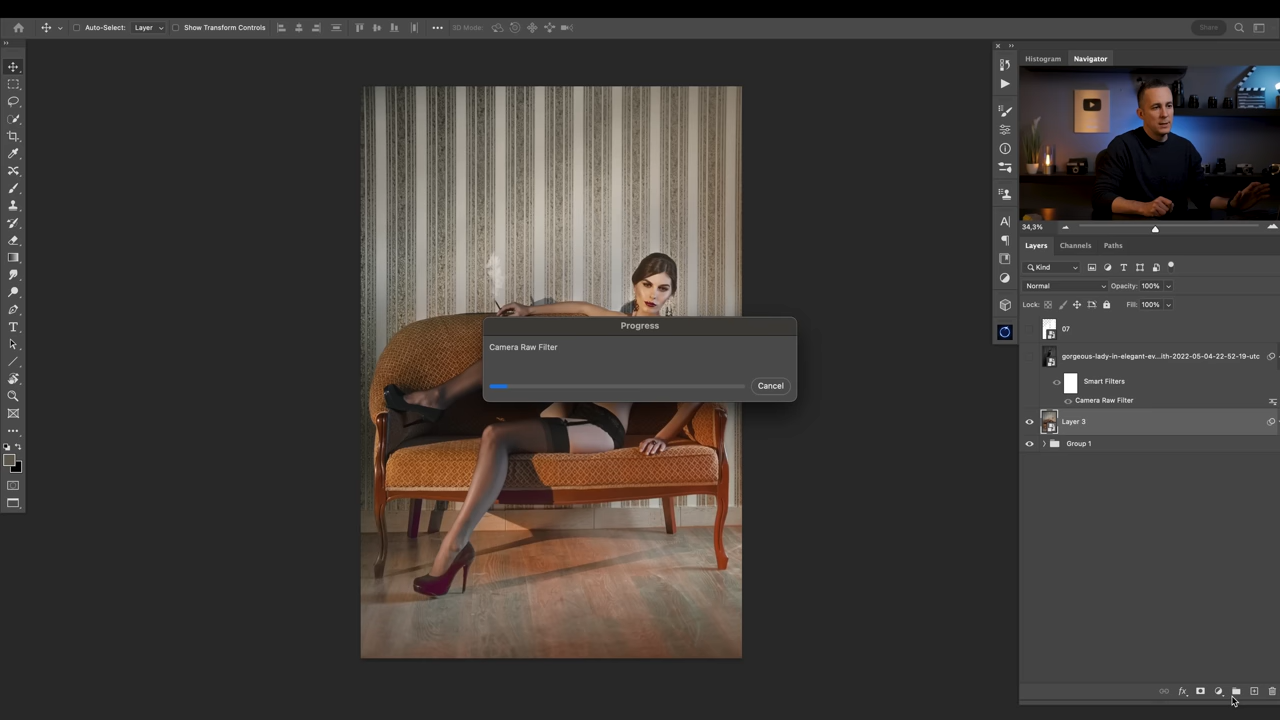 Auto-Select: Layer Show Transform Controls 3D Mode: Share
Histogram Navigator
34,3%
Layers Channels Paths
Kind
Normal Opacity: 100%
Lock: Fill: 100%
07
gorgeous-lady-in-elegant-ev...ith-2022-05-04-22-52-19-utc
Smart Filters
Camera Raw Filter
Layer 3
Group 1
Progress
Camera Raw Filter
Cancel